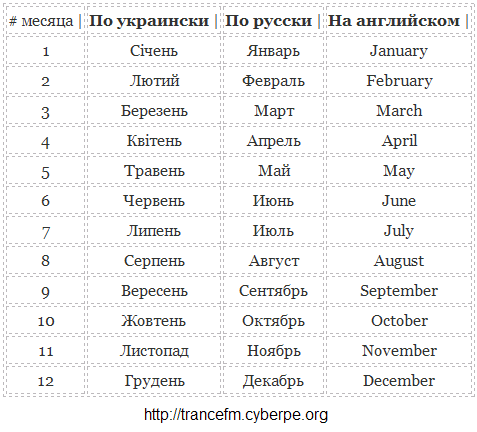 # месяца | По украински | По русски | На английском |
1 Січень Январь January
2 Лютий Февраль February
3 Березень Март March
4 Квітень Апрель April
5 Травень Май May
6 Червень Июнь June
7 Липень Июль July
8 Серпень Август August
9 Вересень Сентябрь September
10 Жовтень Октябрь October
11 Листопад Ноябрь November
12 Грудень Декабрь December
http://trancefm.cyberpe.org